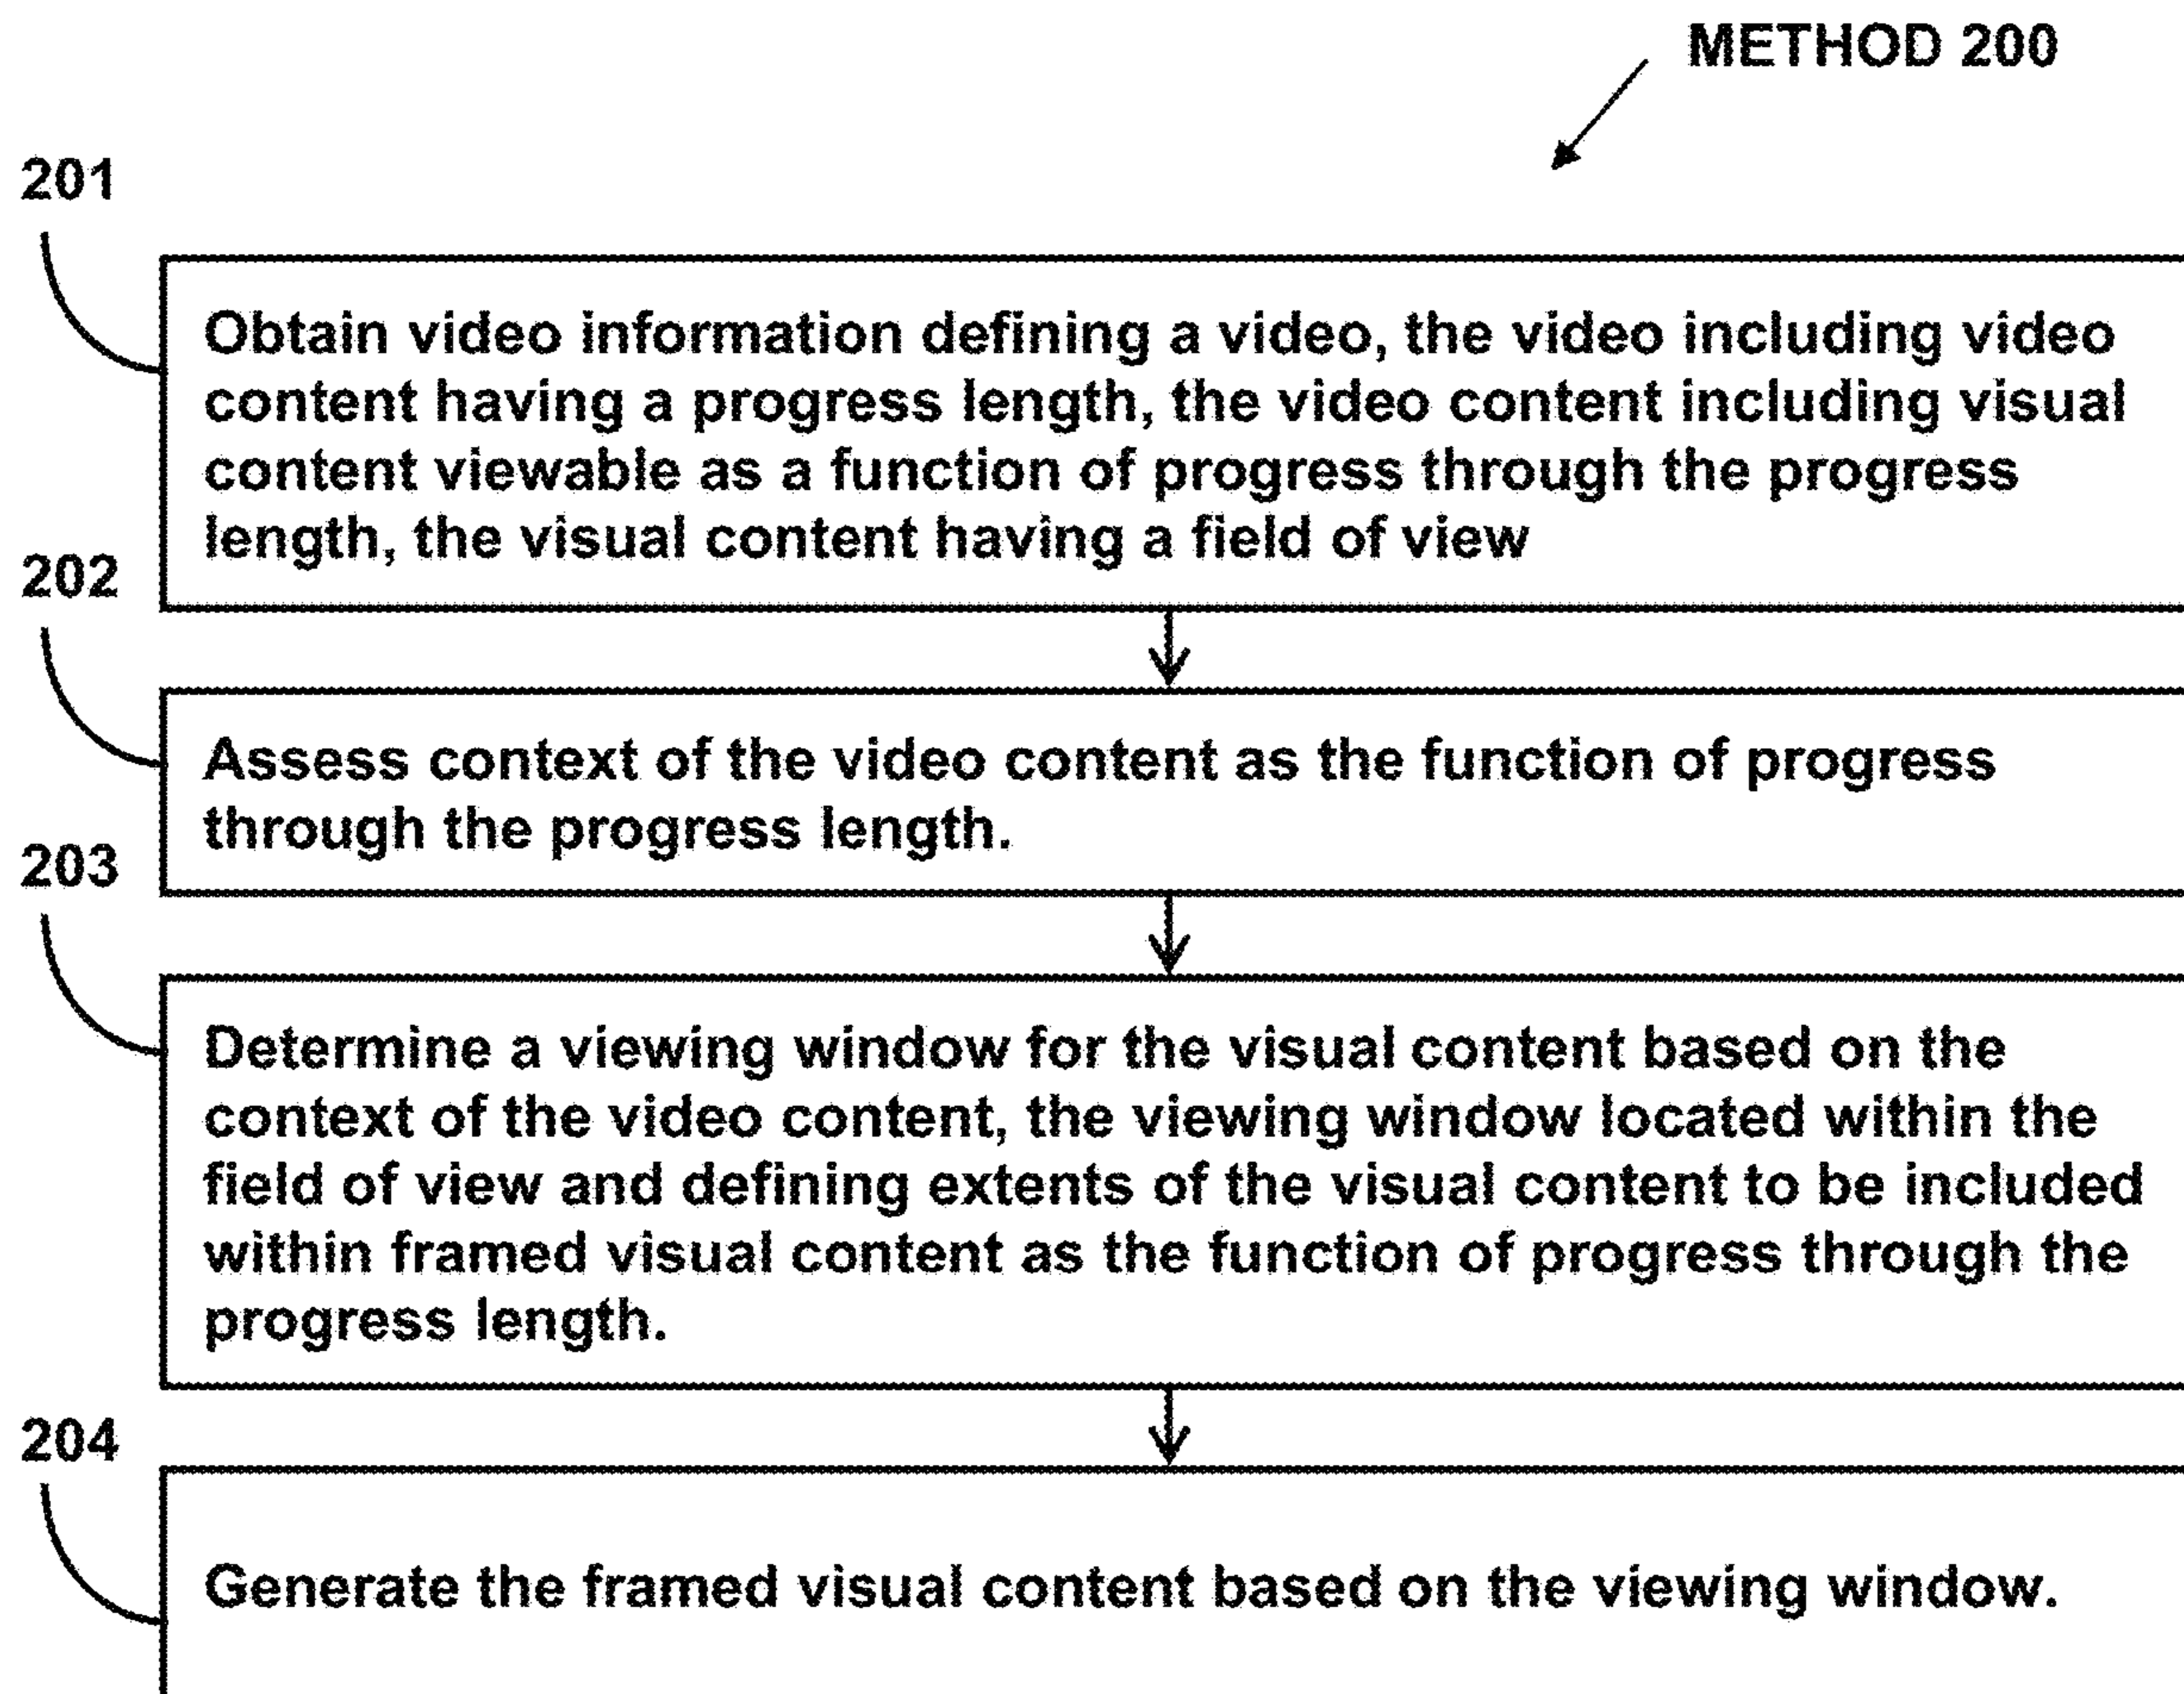 METHOD 200
201
Obtain video information defining a video, the video including video
content having a progress length, the video content including visual
content viewable as a function of progress through the progress
length, the visual content having a field of view
202
Assess context of the video content as the function of progress
through the progress length.
203
Determine a viewing window for the visual content based on the
context of the video content, the viewing window located within the
field of view and defining extents of the visual content to be included
within framed visual content as the function of progress through the
progress length.
204
Generate the framed visual content based on the viewing window.